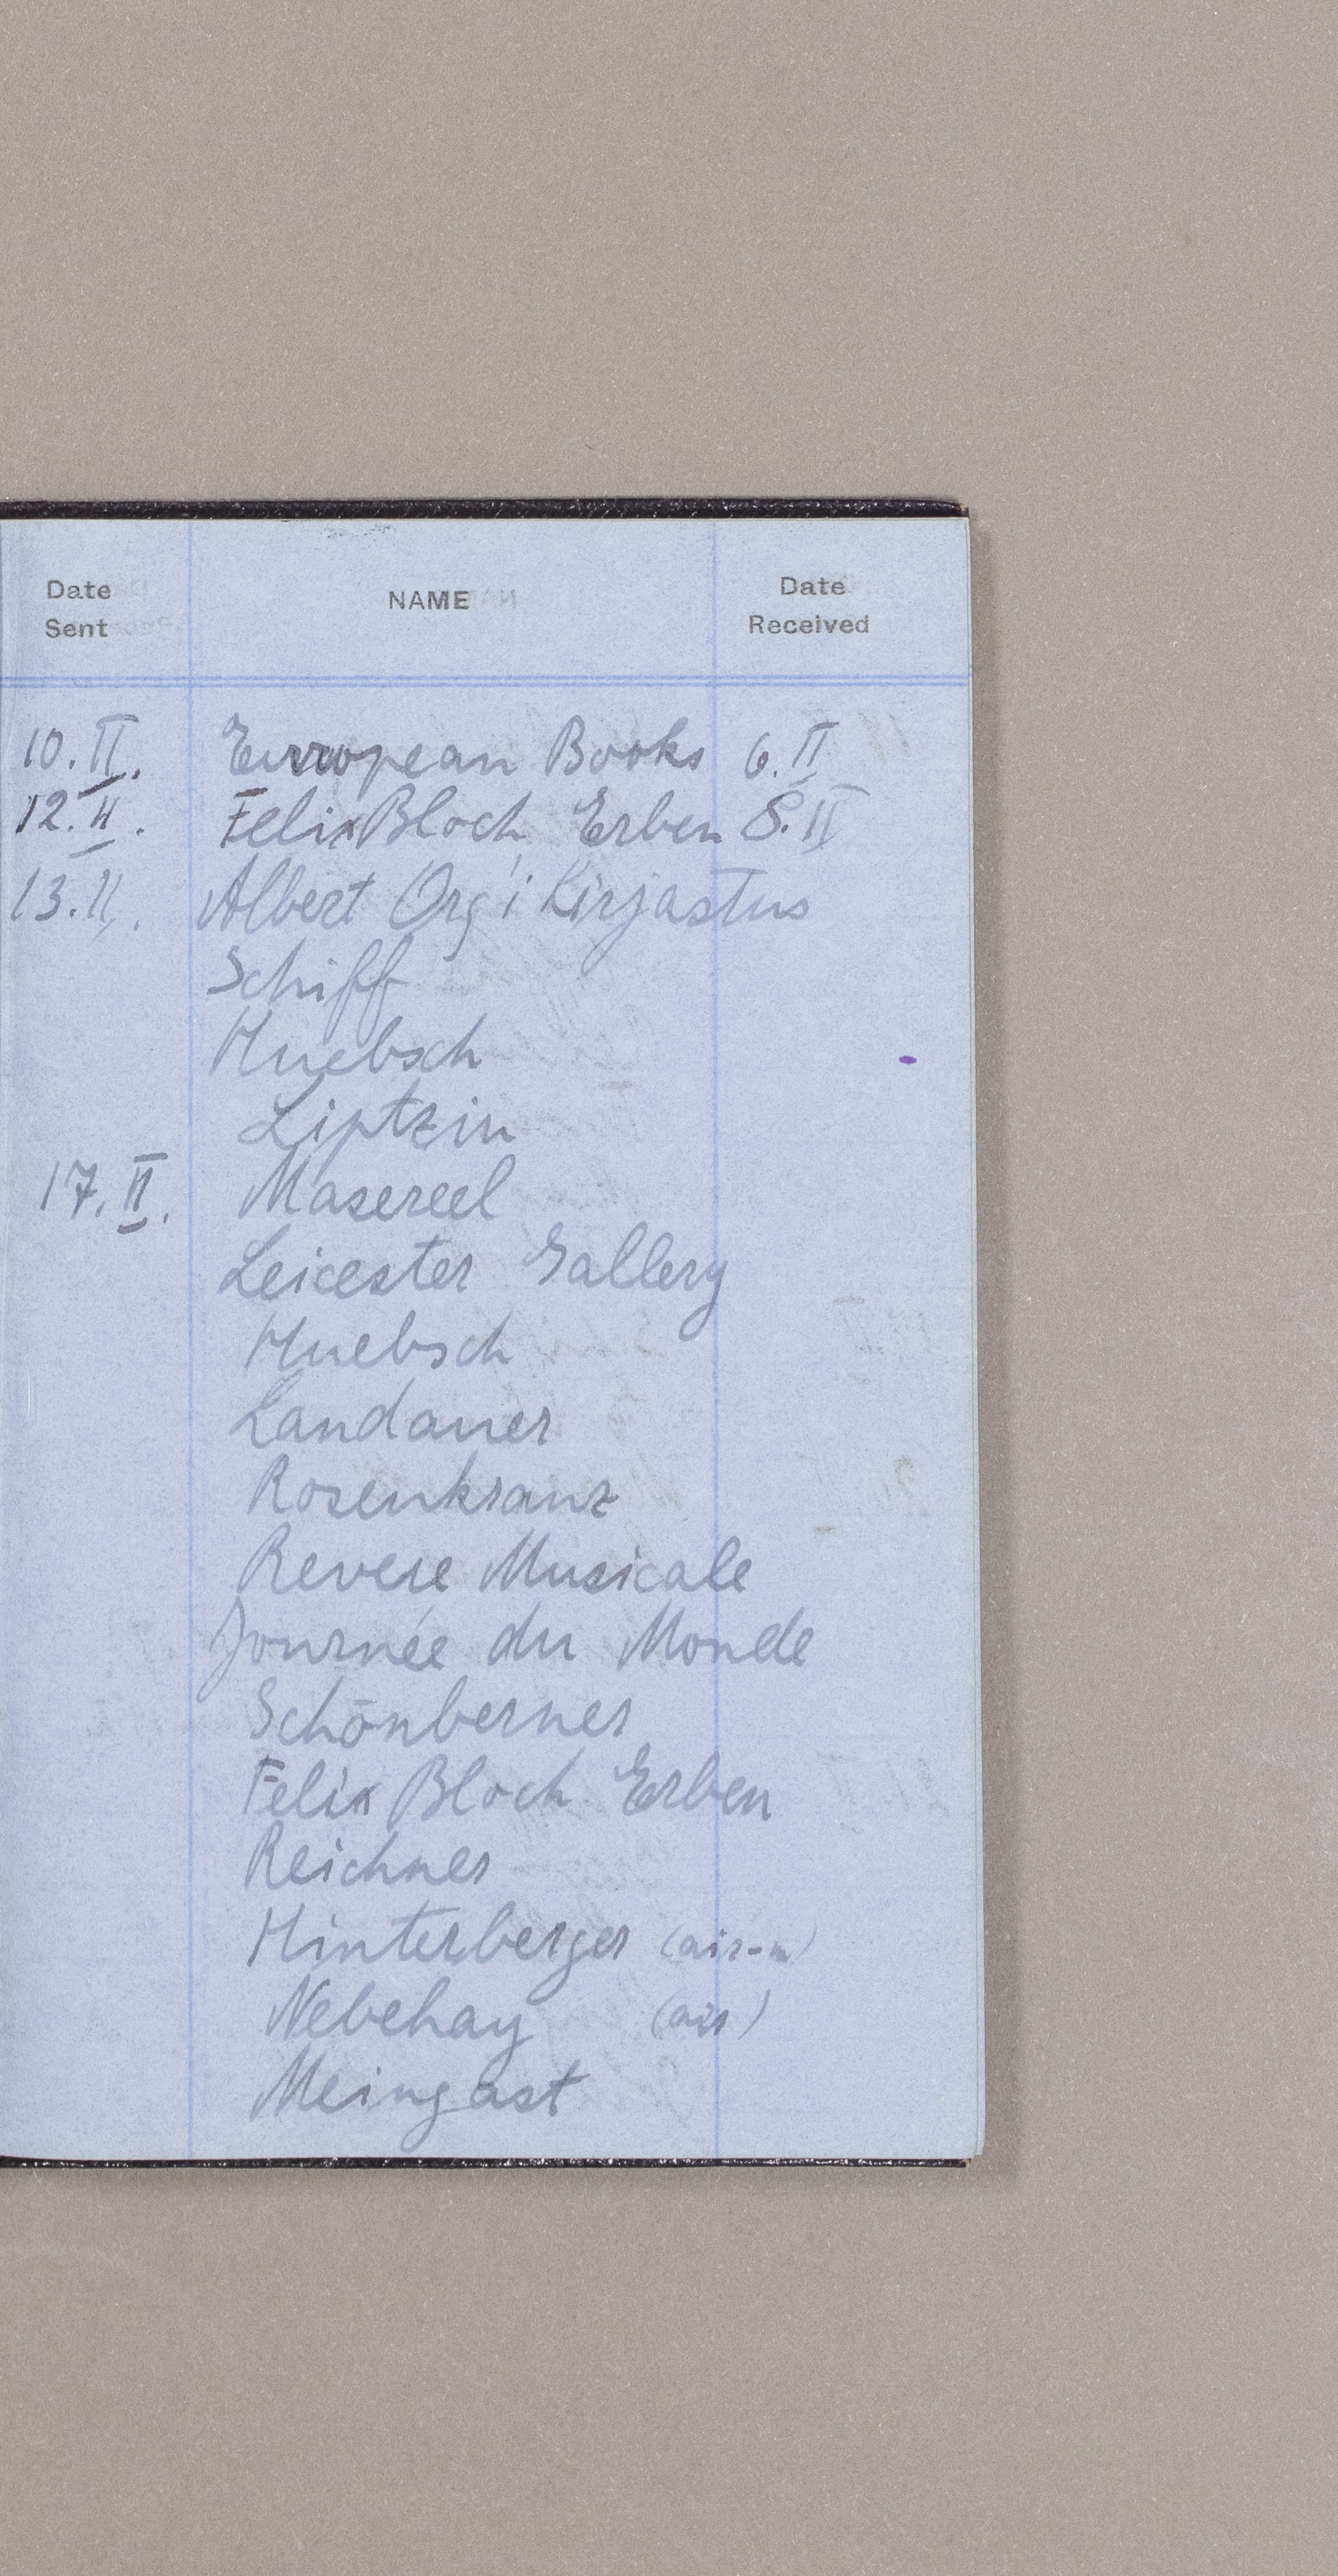 Date Sent NAME Date Received
10.II. European Books 6.II
12.II. Felix Bloch Erben 8.II
13.II. Albert Org'i Kirjastus
Schiff
Huebsch
Liptzin
17.II. Masereel
Leicester Gallery
Huebsch
Landauer
Rosenkranz
Revere Musicale
Journée du Monde
Schönberner
Felix Bloch Erben
Reichner
Hinterberger (air-m)
Nebehay (air)
Meingast